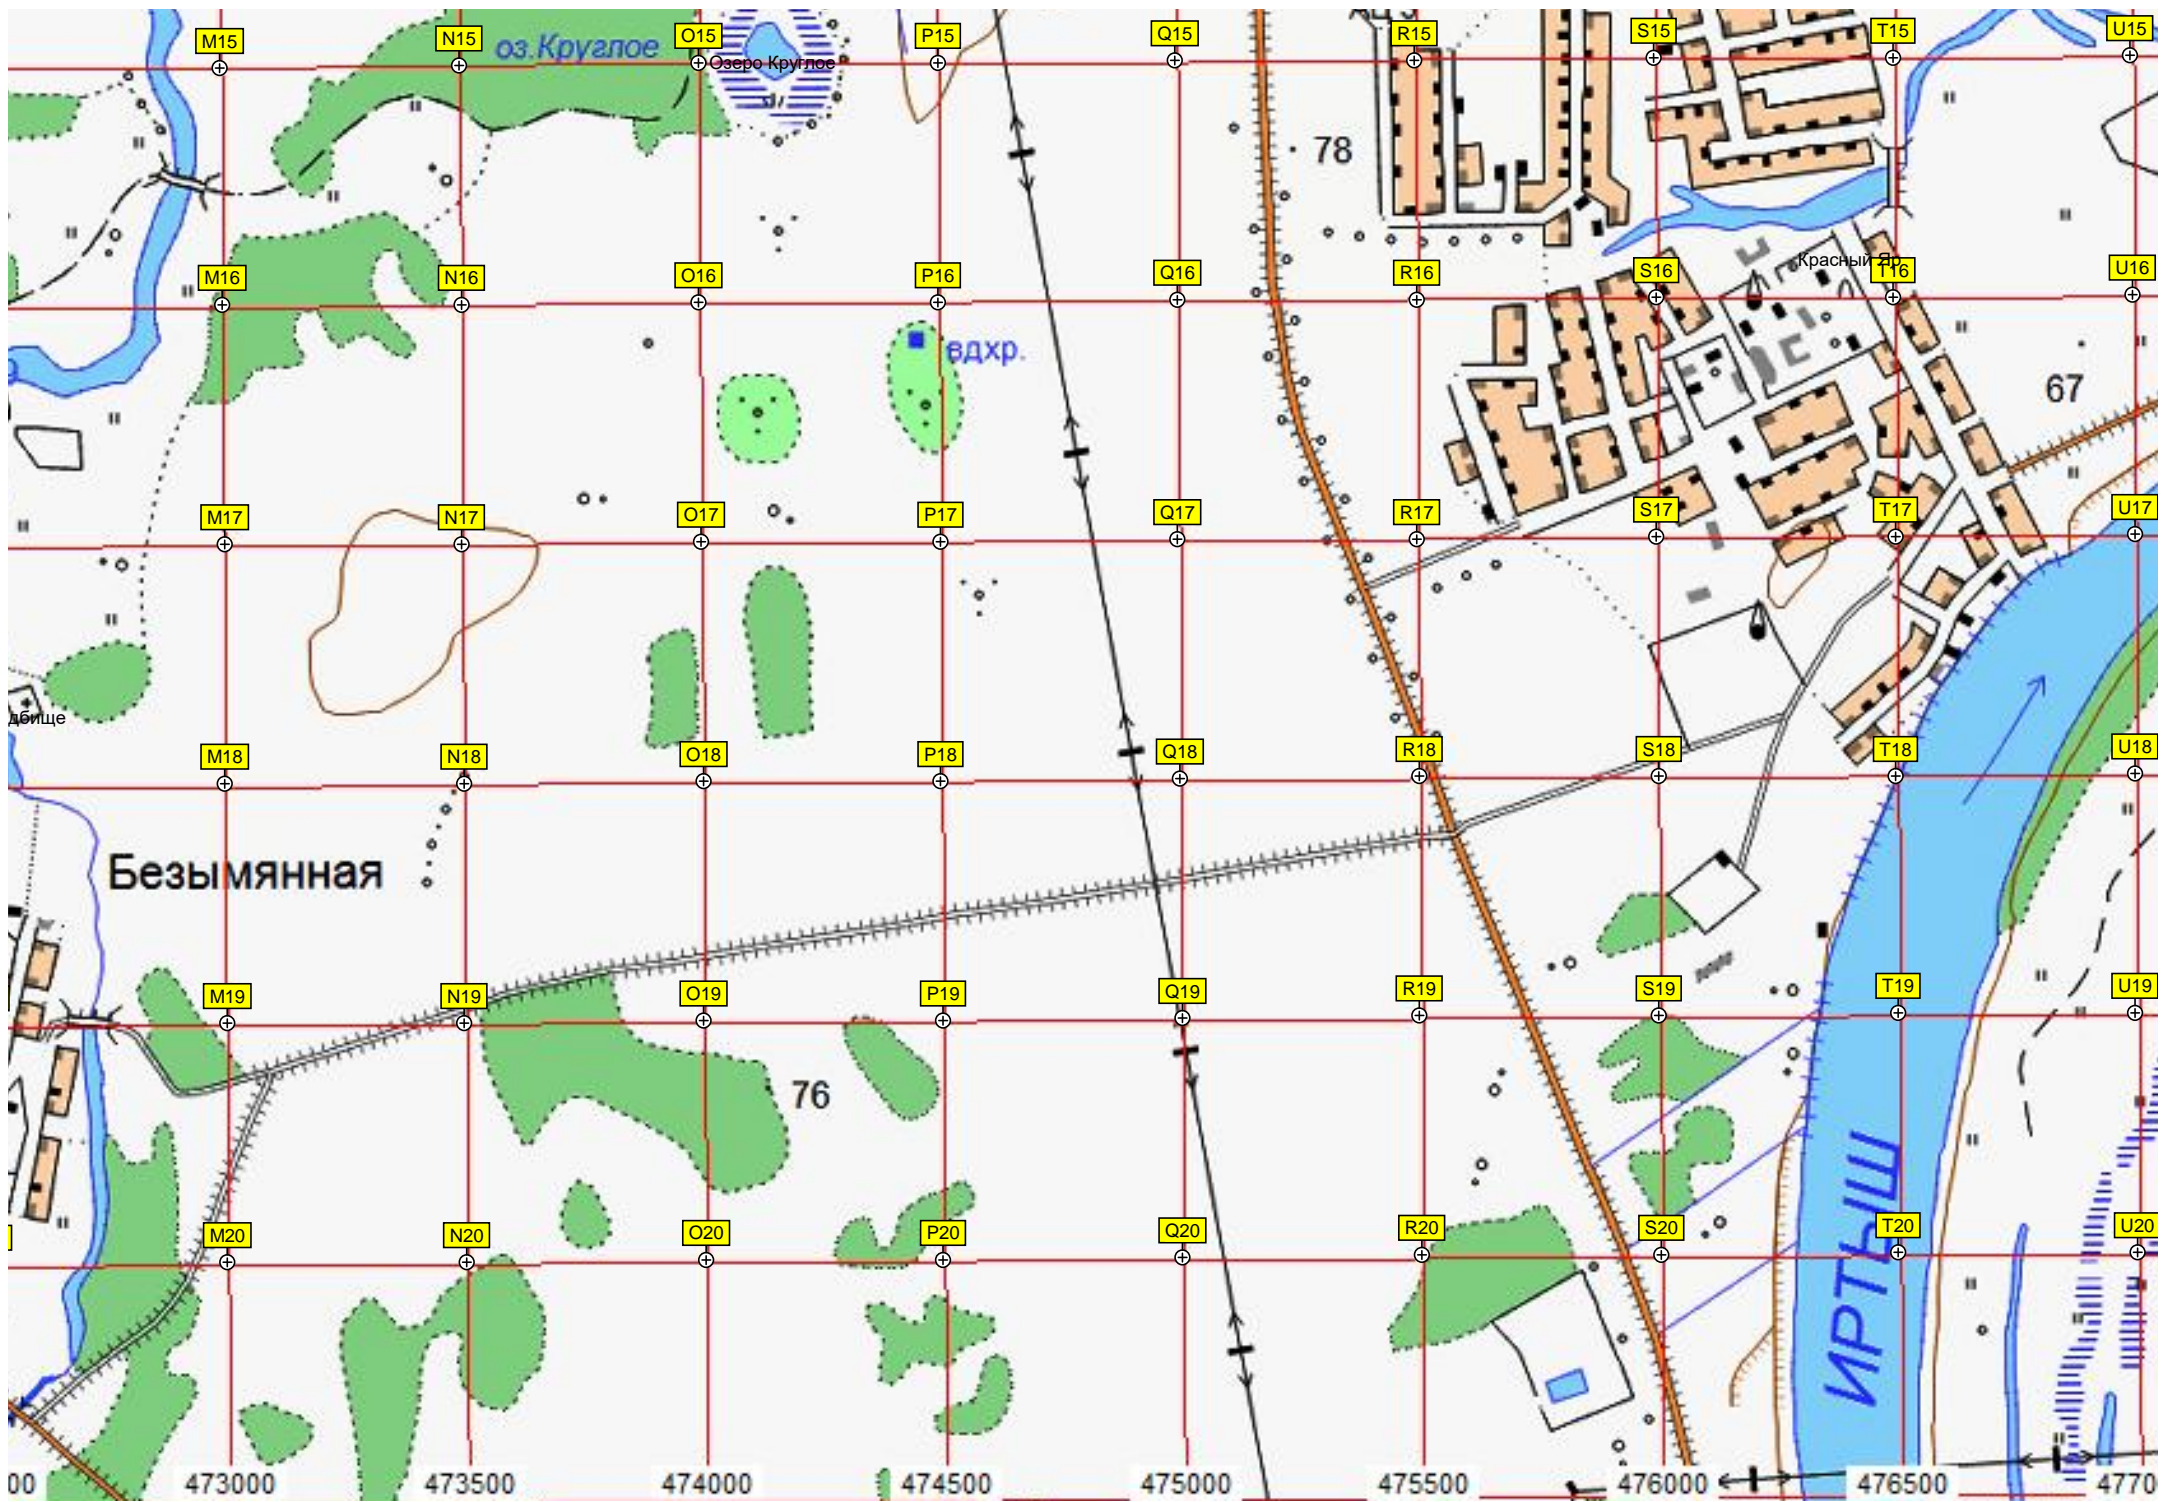 M15 N15 оз.Круглое O15 P15 Q15 R15 S15 T15 U15
Озеро Круглое
78
M16 N16 O16 P16 Q16 R16 S16 Красный Яр T16 U16
вдхр.
67
M17 N17 O17 P17 Q17 R17 S17 T17 U17
дбище
M18 N18 O18 P18 Q18 R18 S18 T18 U18
Безымянная
M19 N19 O19 P19 Q19 R19 S19 T19 U19
76
ИРТЫШ
M20 N20 O20 P20 Q20 R20 S20 T20 U20
00 473000 473500 474000 474500 475000 475500 476000 476500 4770